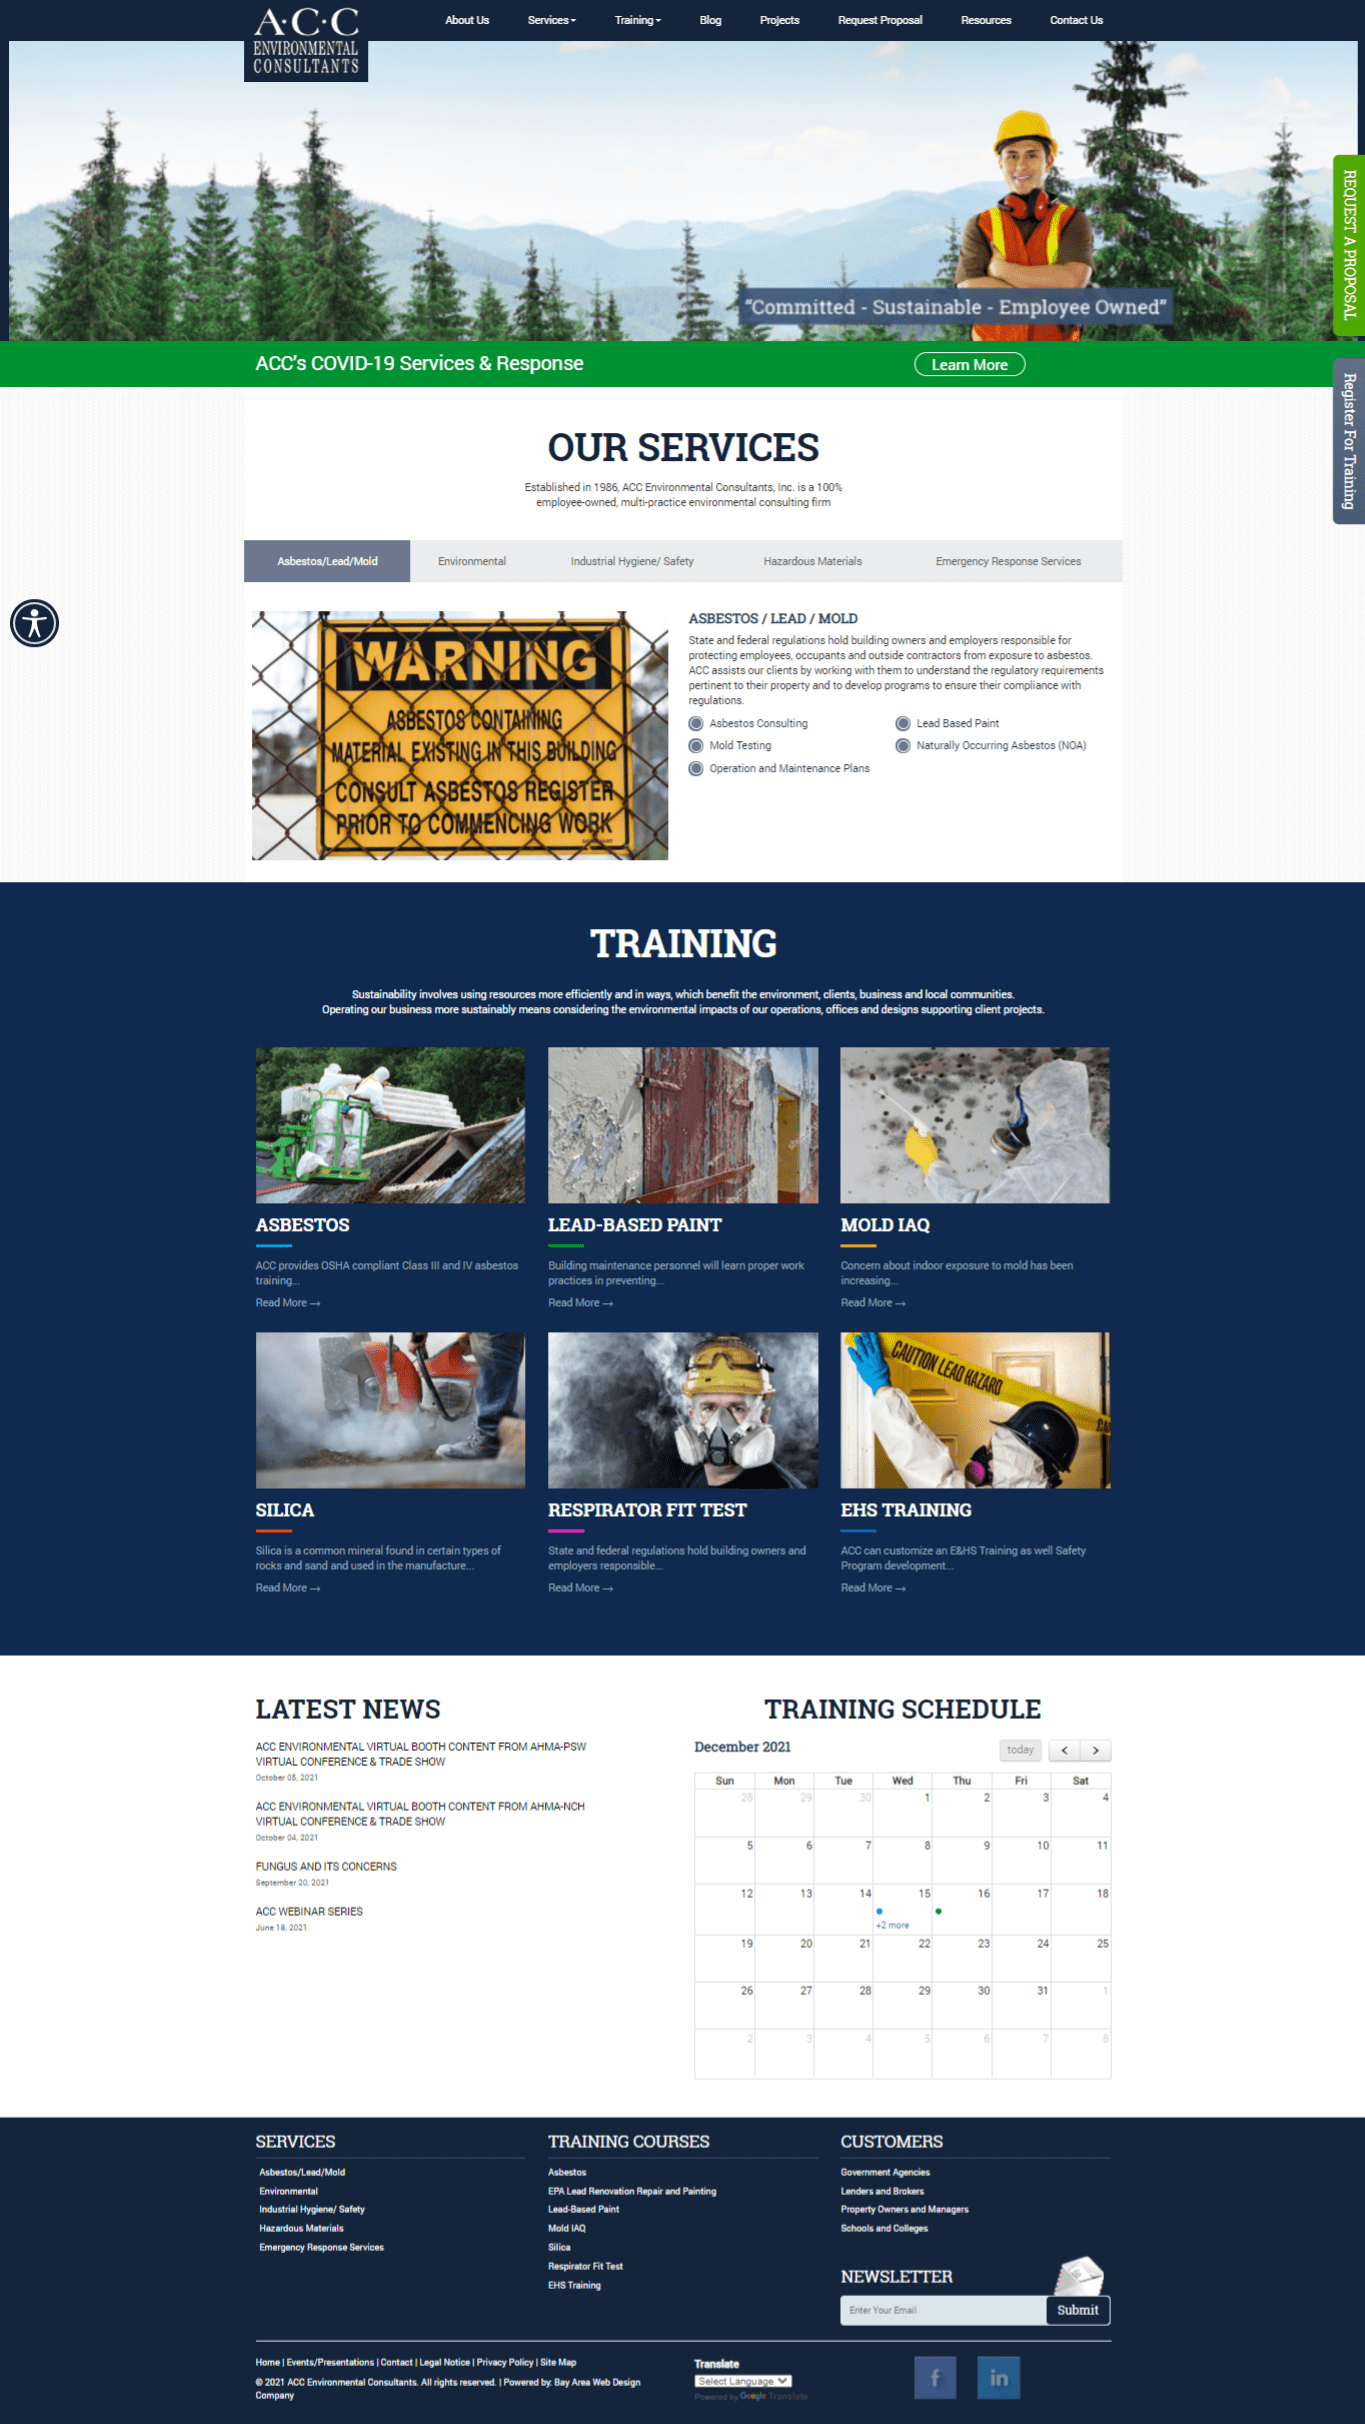 A·C·C
ENVIRONMENTAL
CONSULTANTS
About Us
Services
Training
Blog
Projects
Request Proposal
Resources
Contact Us
REQUEST A PROPOSAL
"Committed - Sustainable - Employee Owned"
ACC's COVID-19 Services & Response
Learn More
Register For Training
OUR SERVICES
Established in 1986, ACC Environmental Consultants, Inc. is a 100%
employee-owned, multi-practice environmental consulting firm
Asbestos/Lead/Mold
Environmental
Industrial Hygiene/ Safety
Hazardous Materials
Emergency Response Services
WARNING
ASBESTOS CONTAINING
MATERIAL EXISTING IN THIS BUILDING
CONSULT ASBESTOS REGISTER
PRIOR TO COMMENCING WORK
ASBESTOS / LEAD / MOLD
State and federal regulations hold building owners and employers responsible for
protecting employees, occupants and outside contractors from exposure to asbestos.
ACC assists our clients by working with them to understand the regulatory requirements
pertinent to their property and to develop programs to ensure their compliance with
regulations.
Asbestos Consulting
Lead Based Paint
Mold Testing
Naturally Occurring Asbestos (NOA)
Operation and Maintenance Plans
TRAINING
Sustainability involves using resources more efficiently and in ways, which benefit the environment, clients, business and local communities.
Operating our business more sustainably means considering the environmental impacts of our operations, offices and designs supporting client projects.
ASBESTOS
ACC provides OSHA compliant Class III and IV asbestos
training...
Read More →
LEAD-BASED PAINT
Building maintenance personnel will learn proper work
practices in preventing...
Read More →
MOLD IAQ
Concern about indoor exposure to mold has been
increasing...
Read More →
CAUTION LEAD HAZARD
CA
SILICA
Silica is a common mineral found in certain types of
rocks and sand and used in the manufacture...
Read More →
RESPIRATOR FIT TEST
State and federal regulations hold building owners and
employers responsible...
Read More →
EHS TRAINING
ACC can customize an E&HS Training as well Safety
Program development...
Read More →
LATEST NEWS
ACC ENVIRONMENTAL VIRTUAL BOOTH CONTENT FROM AHMA-PSW
VIRTUAL CONFERENCE & TRADE SHOW
October 05, 2021
ACC ENVIRONMENTAL VIRTUAL BOOTH CONTENT FROM AHMA-NCH
VIRTUAL CONFERENCE & TRADE SHOW
October 04, 2021
FUNGUS AND ITS CONCERNS
September 20, 2021
ACC WEBINAR SERIES
June 18, 2021
TRAINING SCHEDULE
December 2021
today
Sun Mon Tue Wed Thu Fri Sat
28 29 30 1 2 3 4
5 6 7 8 9 10 11
12 13 14 15 16 17 18
+2 more
19 20 21 22 23 24 25
26 27 28 29 30 31 1
2 3 4 5 6 7 8
SERVICES
Asbestos/Lead/Mold
Environmental
Industrial Hygiene/ Safety
Hazardous Materials
Emergency Response Services
TRAINING COURSES
Asbestos
EPA Lead Renovation Repair and Painting
Lead-Based Paint
Mold IAQ
Silica
Respirator Fit Test
EHS Training
CUSTOMERS
Government Agencies
Lenders and Brokers
Property Owners and Managers
Schools and Colleges
NEWSLETTER
Enter Your Email
Submit
Home | Events/Presentations | Contact | Legal Notice | Privacy Policy | Site Map
© 2021 ACC Environmental Consultants. All rights reserved. | Powered by: Bay Area Web Design
Company
Translate
Select Language
Powered by Google Translate
f
in